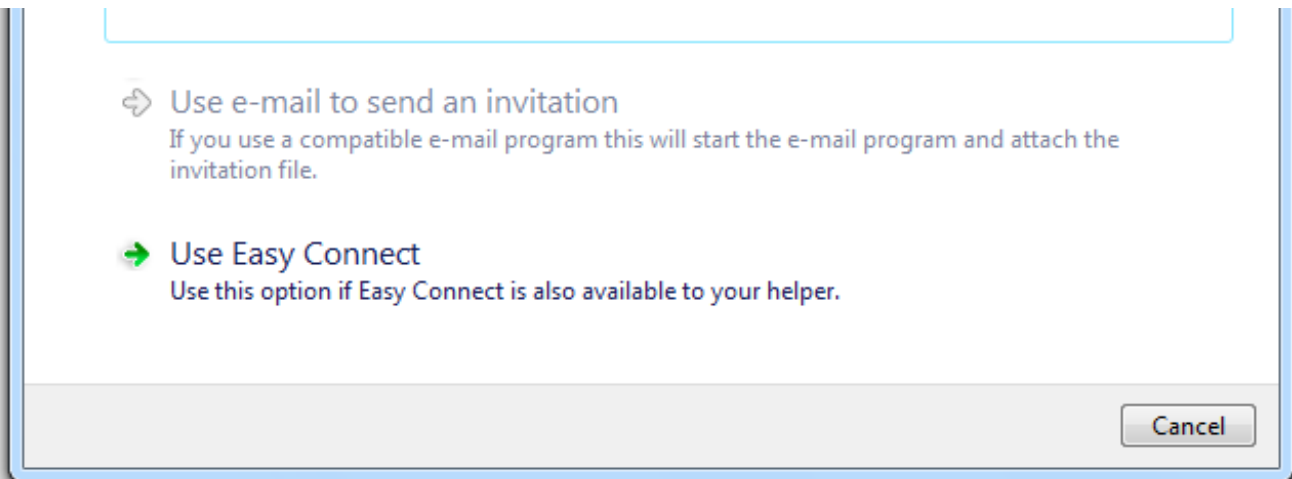 Use e-mail to send an invitation
If you use a compatible e-mail program this will start the e-mail program and attach the
invitation file.
Use Easy Connect
Use this option if Easy Connect is also available to your helper.
Cancel